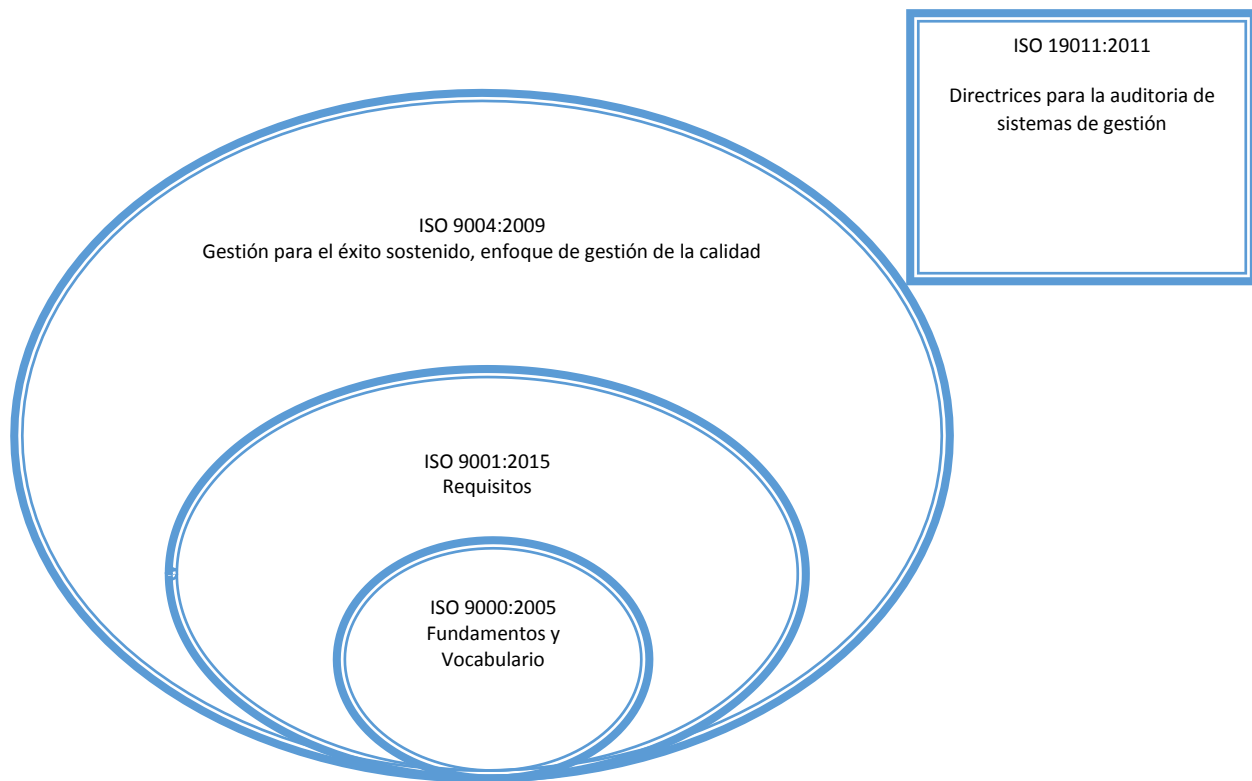 ISO 19011:2011
Directrices para la auditoria de
sistemas de gestión
ISO 9004:2009
Gestión para el éxito sostenido, enfoque de gestión de la calidad
ISO 9001:2015
Requisitos
ISO 9000:2005
Fundamentos y
Vocabulario